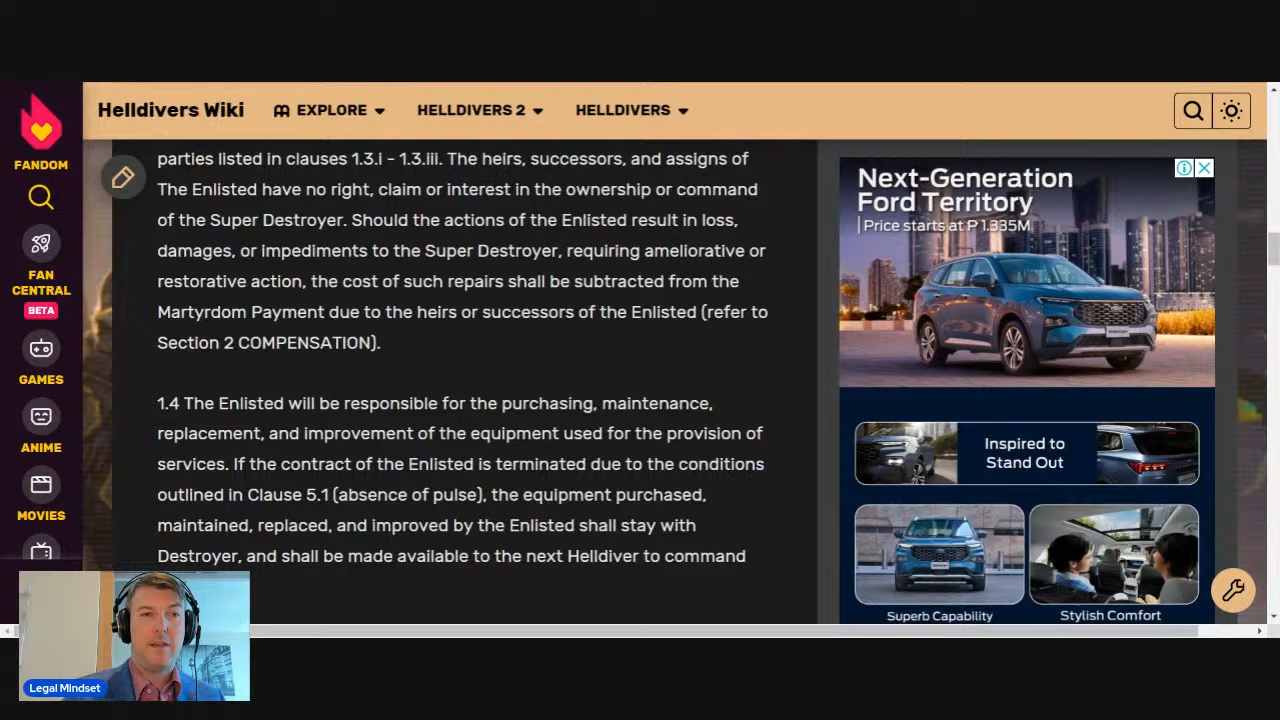 Helldivers Wiki
EXPLORE
HELLDIVERS 2
HELLDIVERS
FANDOM
FAN
CENTRAL
BETA
GAMES
ANIME
MOVIES
parties listed in clauses 1.3.i - 1.3.iii. The heirs, successors, and assigns of
The Enlisted have no right, claim or interest in the ownership or command
of the Super Destroyer. Should the actions of the Enlisted result in loss,
damages, or impediments to the Super Destroyer, requiring ameliorative or
restorative action, the cost of such repairs shall be subtracted from the
Martyrdom Payment due to the heirs or successors of the Enlisted (refer to
Section 2 COMPENSATION).
1.4 The Enlisted will be responsible for the purchasing, maintenance,
replacement, and improvement of the equipment used for the provision of
services. If the contract of the Enlisted is terminated due to the conditions
outlined in Clause 5.1 (absence of pulse), the equipment purchased,
maintained, replaced, and improved by the Enlisted shall stay with
Destroyer, and shall be made available to the next Helldiver to command
Next-Generation
Ford Territory
Price starts at ₱1.335M
Inspired to
Stand Out
Superb Capability
Stylish Comfort
Legal Mindset